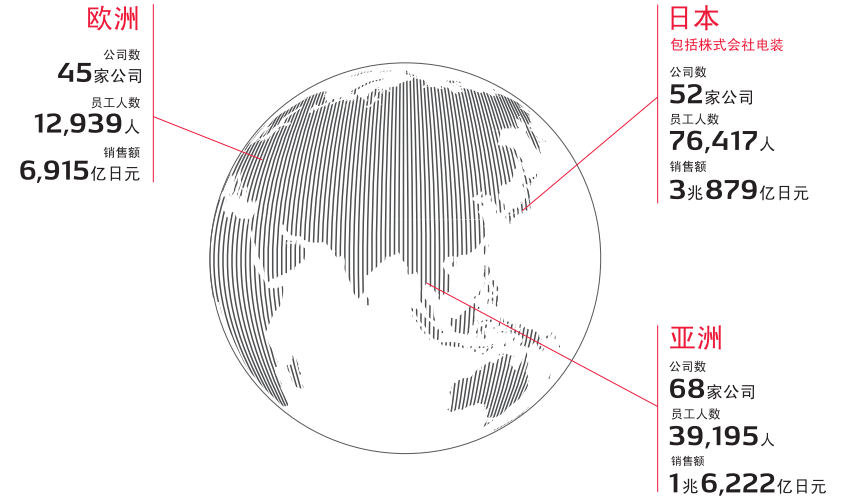 欧洲
公司数
45家公司
员工人数
12,939人
销售额
6,915亿日元
日本
包括株式会社电装
公司数
52家公司
员工人数
76,417人
销售额
3兆879亿日元
亚洲
公司数
68家公司
员工人数
39,195人
销售额
1兆6,222亿日元